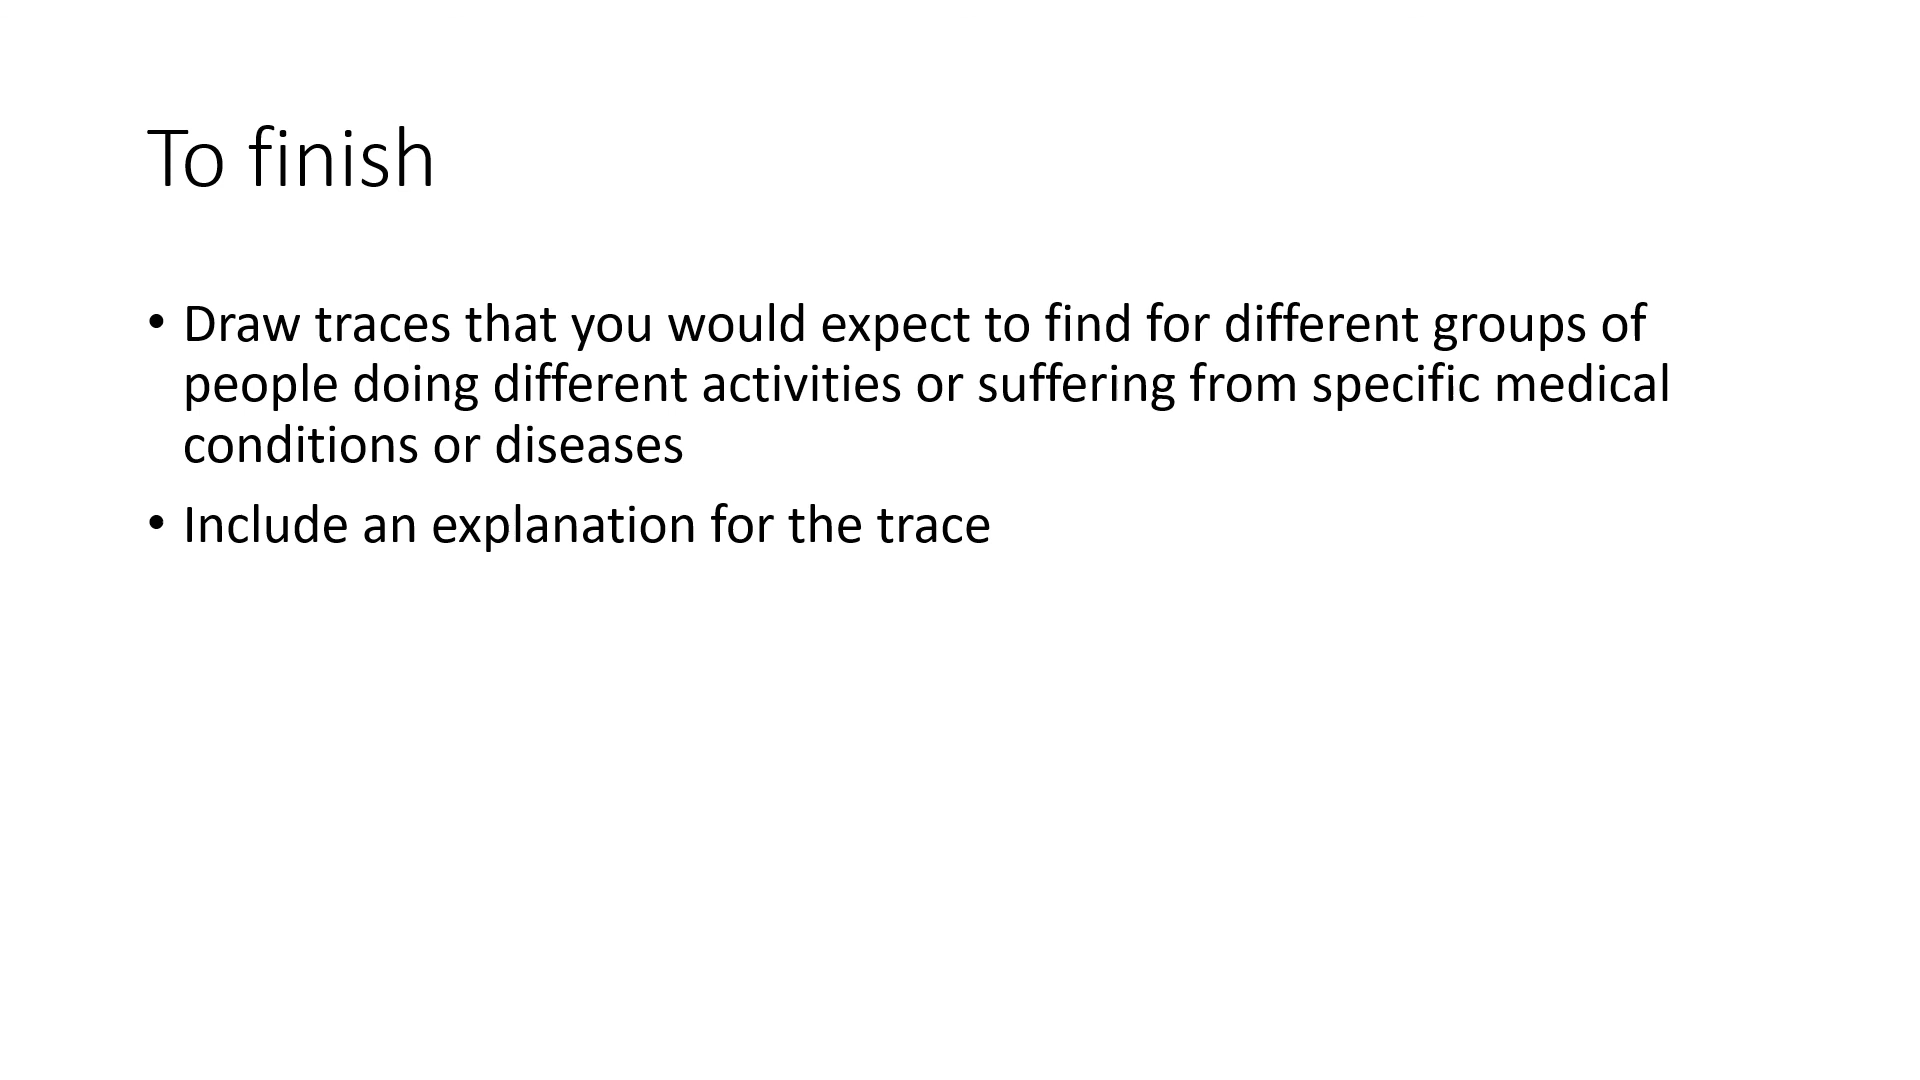 To finish
• Draw traces that you would expect to find for different groups of
people doing different activities or suffering from specific medical
conditions or diseases
• Include an explanation for the trace